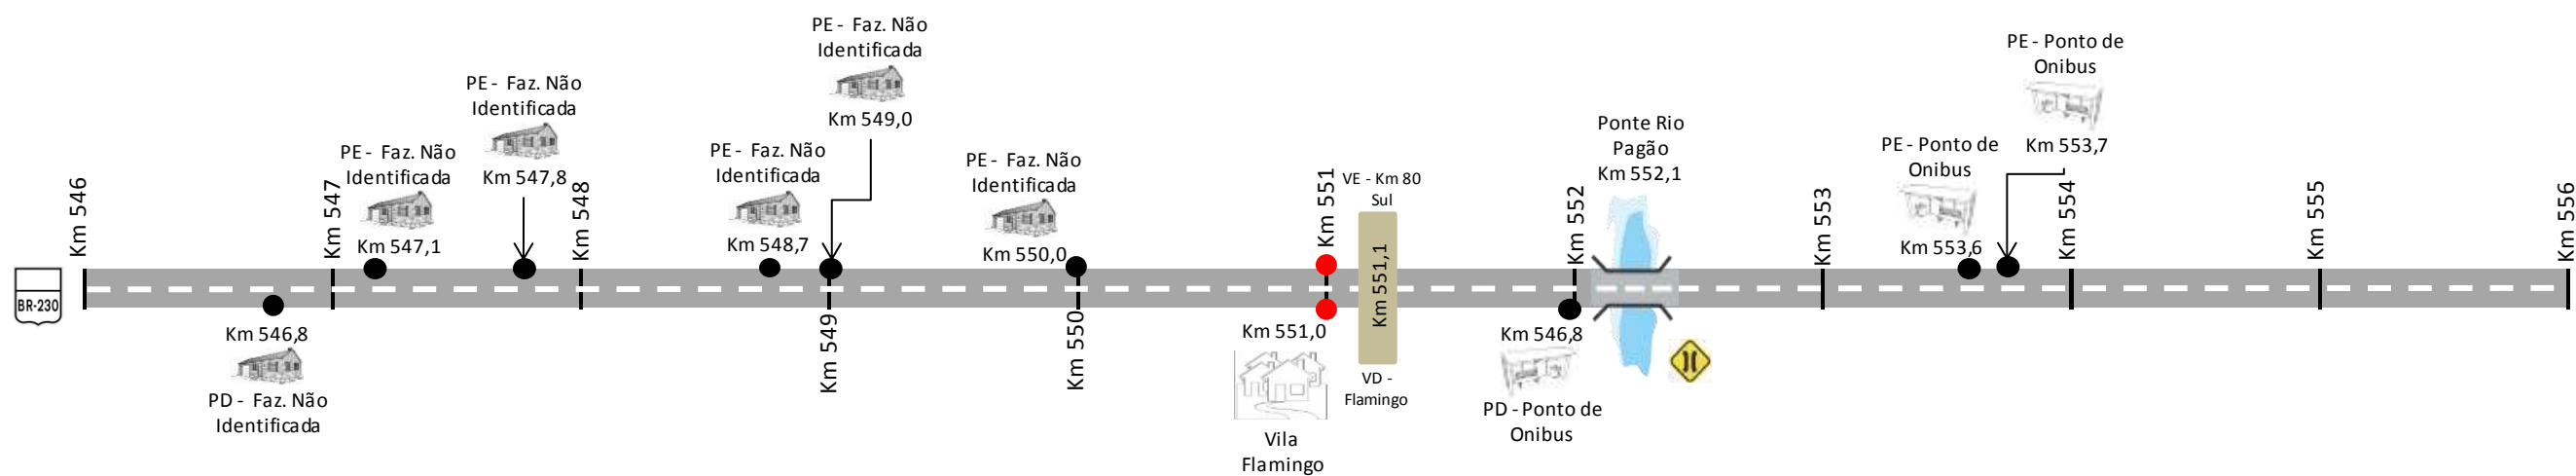 PE - Faz. Não
Identificada
Km 549,0
PE - Ponto de
Onibus
Km 553,7
PE - Faz. Não
Identificada
Km 547,8
Ponte Rio
Pagão
Km 552,1
PE - Faz. Não
Identificada
Km 547,1
PE - Faz. Não
Identificada
Km 548,7
PE - Faz. Não
Identificada
Km 550,0
PE - Ponto de
Onibus
Km 553,6
VE - Km 80
Sul
Km 551,1
VD -
Flamingo
Km 546
Km 547
Km 548
Km 549
Km 550
Km 551
Km 552
Km 553
Km 554
Km 555
Km 556
BR-230
Km 546,8
PD - Faz. Não
Identificada
Km 551,0
Vila
Flamingo
Km 546,8
PD - Ponto de
Onibus